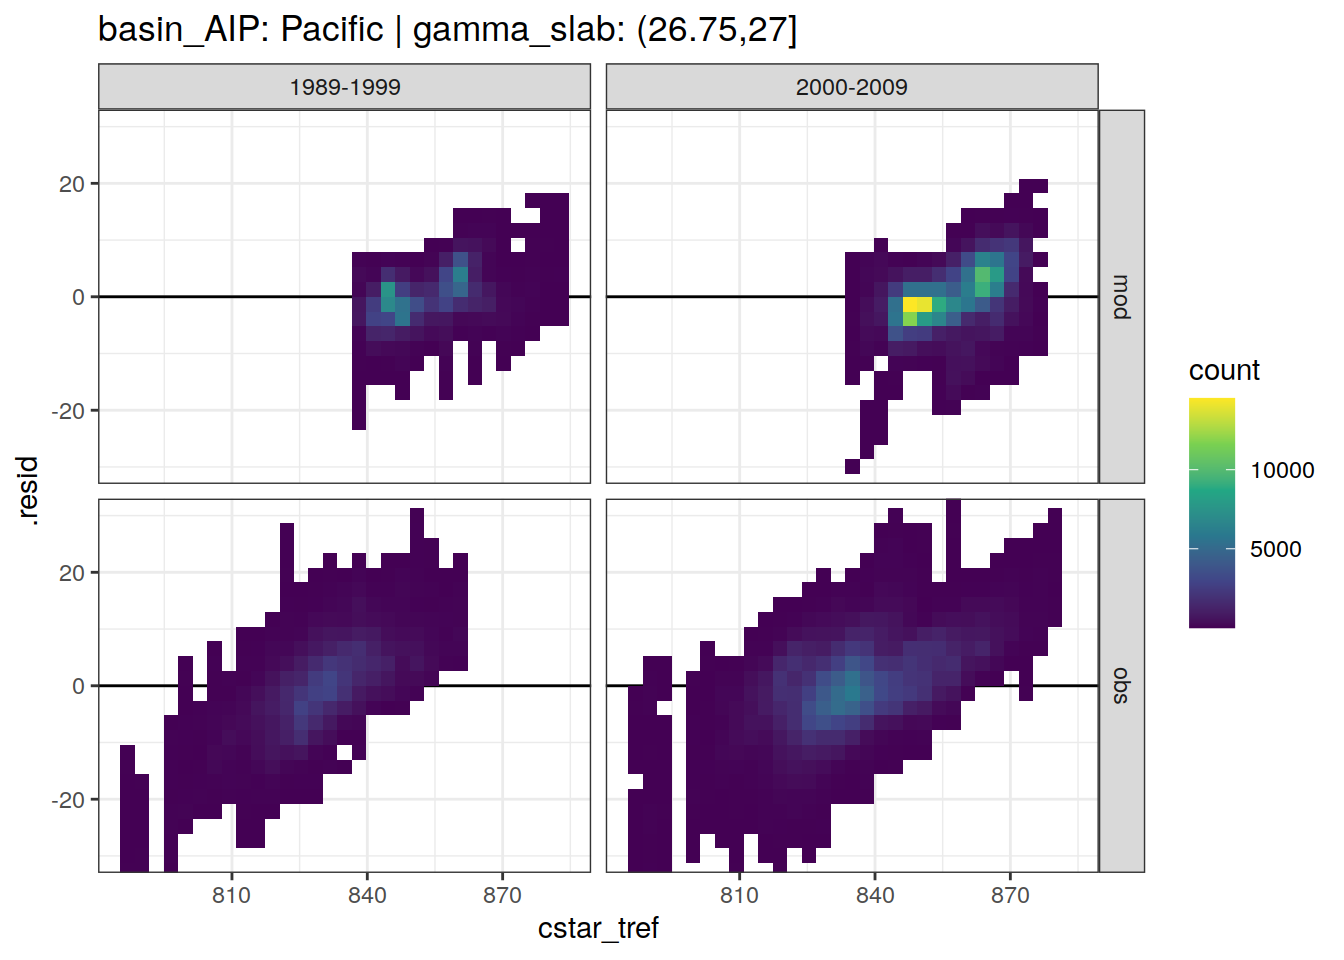 basin_AIP: Pacific | gamma_slab: (26.75,27]
1989-1999
2000-2009
20
0
-20
mod
20
0
-20
obs
.resid
810
840
870
810
840
870
cstar_tref
count
10000
5000